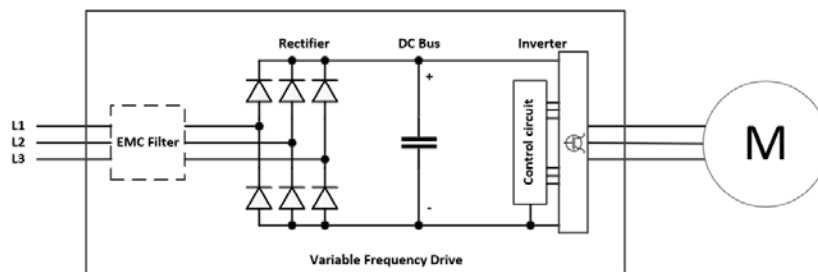 Rectifier
DC Bus
Inverter
+
L1
L2
L3
EMC Filter
Control circuit
M
-
Variable Frequency Drive